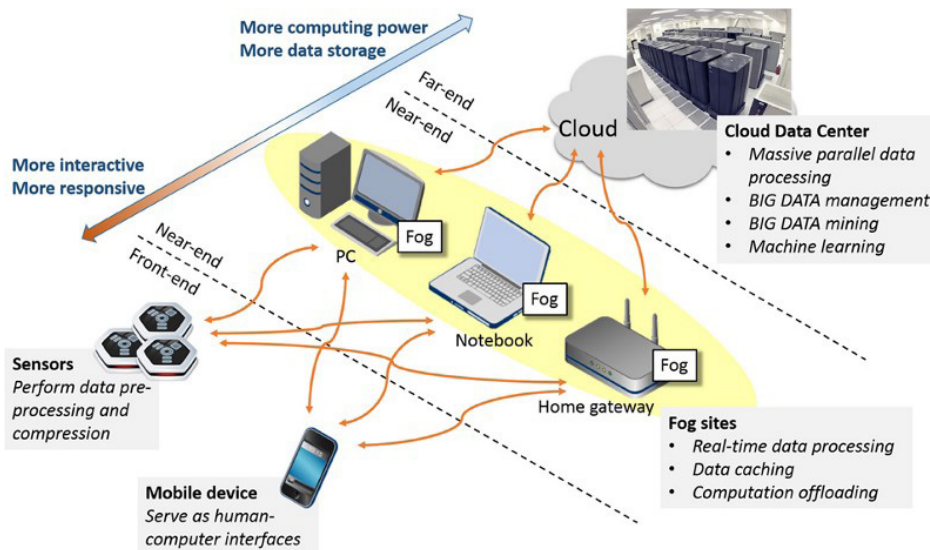 More computing power
More data storage
More interactive
More responsive
Far-end
Near-end
Cloud
Cloud Data Center
• Massive parallel data
processing
• BIG DATA management
• BIG DATA mining
• Machine learning
Near-end
Front-end
Fog
PC
Fog
Notebook
Fog
Home gateway
Sensors
Perform data pre-
processing and
compression
Mobile device
Serve as human-
computer interfaces
Fog sites
• Real-time data processing
• Data caching
• Computation offloading